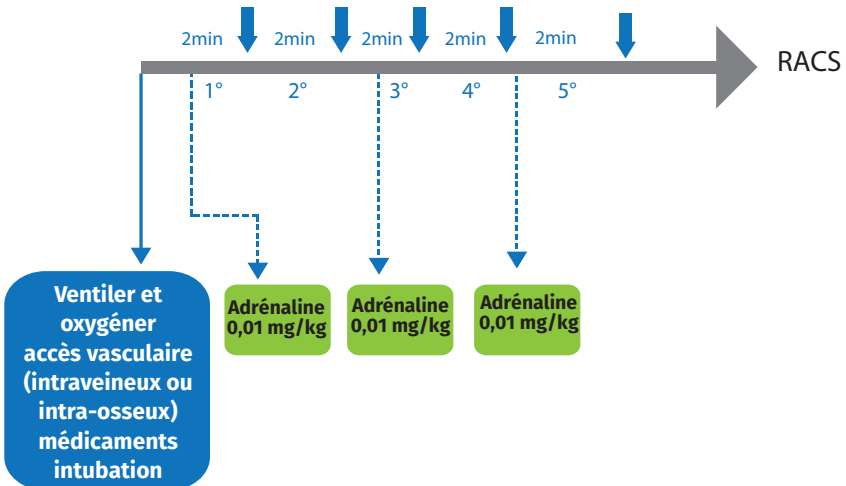 2min 2min 2min 2min 2min
RACS
1° 2° 3° 4° 5°
Ventiler et
oxygéner
accès vasculaire
(intraveineux ou
intra-osseux)
médicaments
intubation
Adrénaline
0,01 mg/kg
Adrénaline
0,01 mg/kg
Adrénaline
0,01 mg/kg